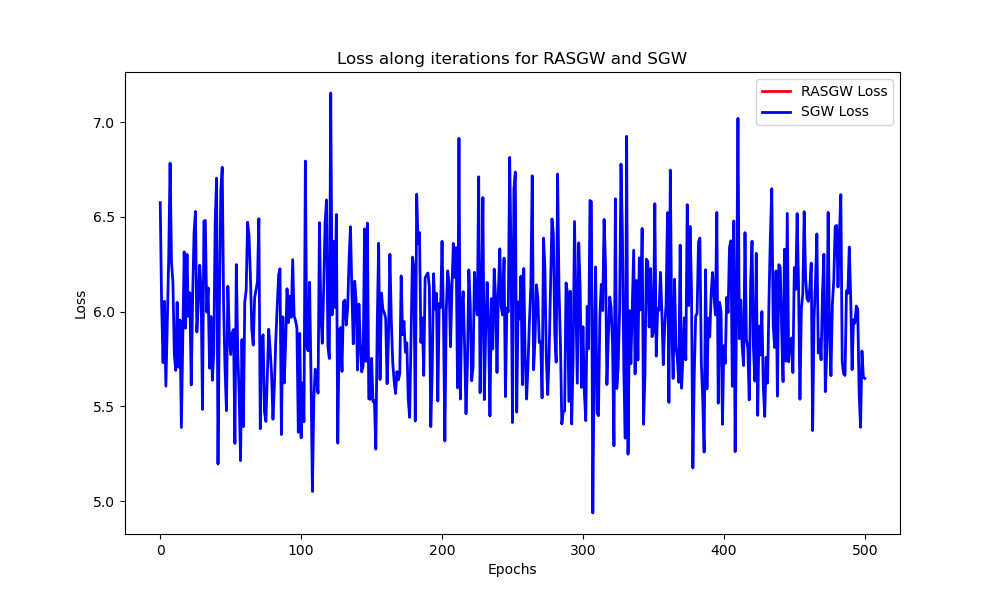 Loss along iterations for RASGW and SGW
RASGW Loss
SGW Loss
7.0
6.5
6.0
5.5
5.0
Loss
0 100 200 300 400 500
Epochs